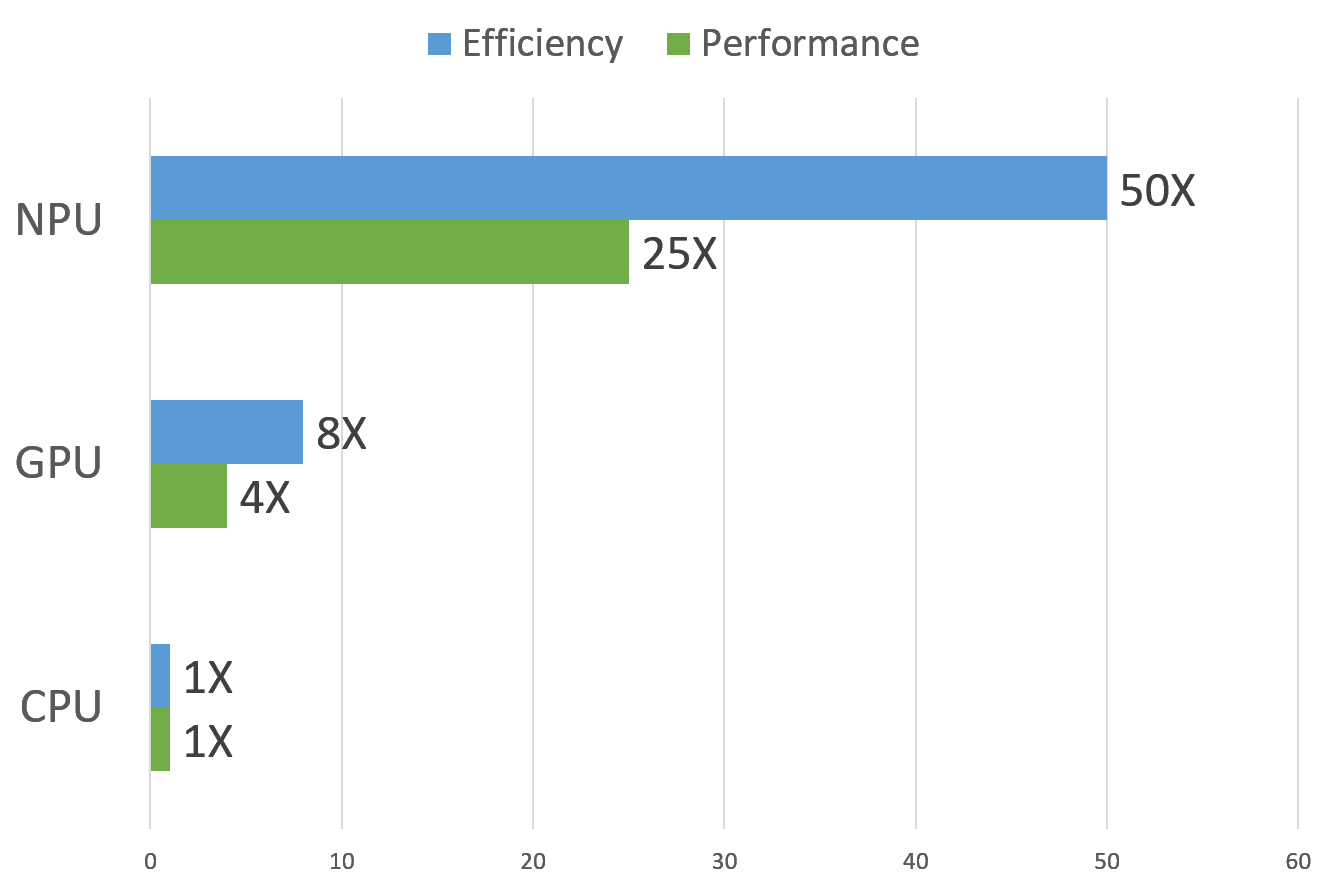 Efficiency Performance
NPU
50X
25X
GPU
8X
4X
CPU
1X
1X
0 10 20 30 40 50 60